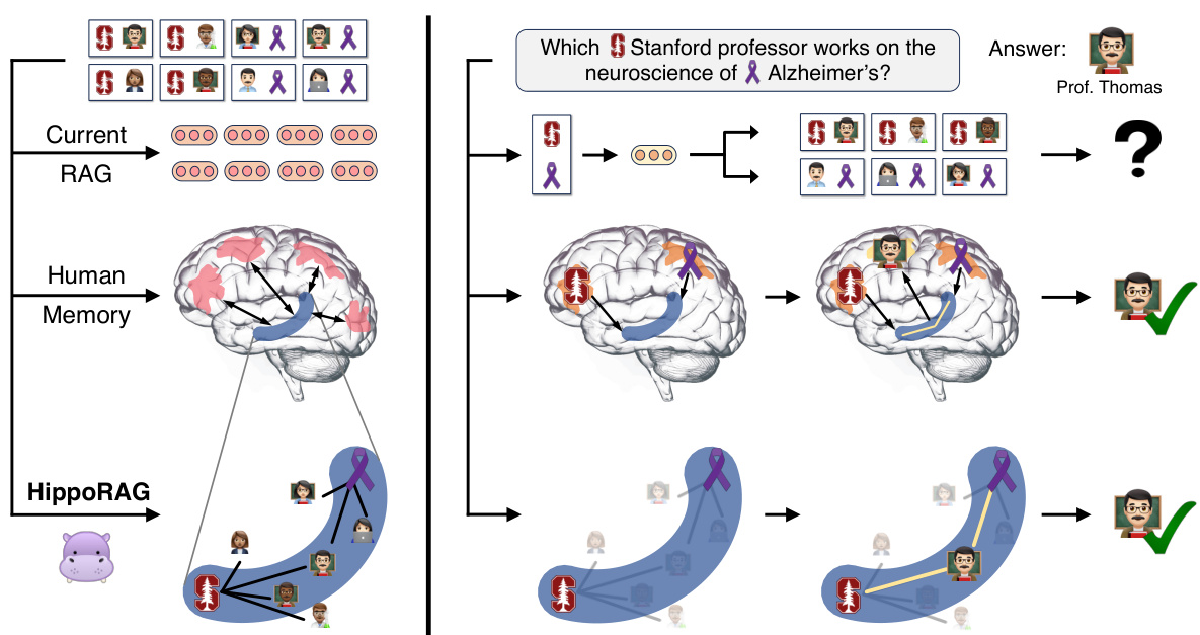 Current
RAG
Human
Memory
HippoRAG
Which S Stanford professor works on the
neuroscience of Alzheimer's?
Answer:
Prof. Thomas
?